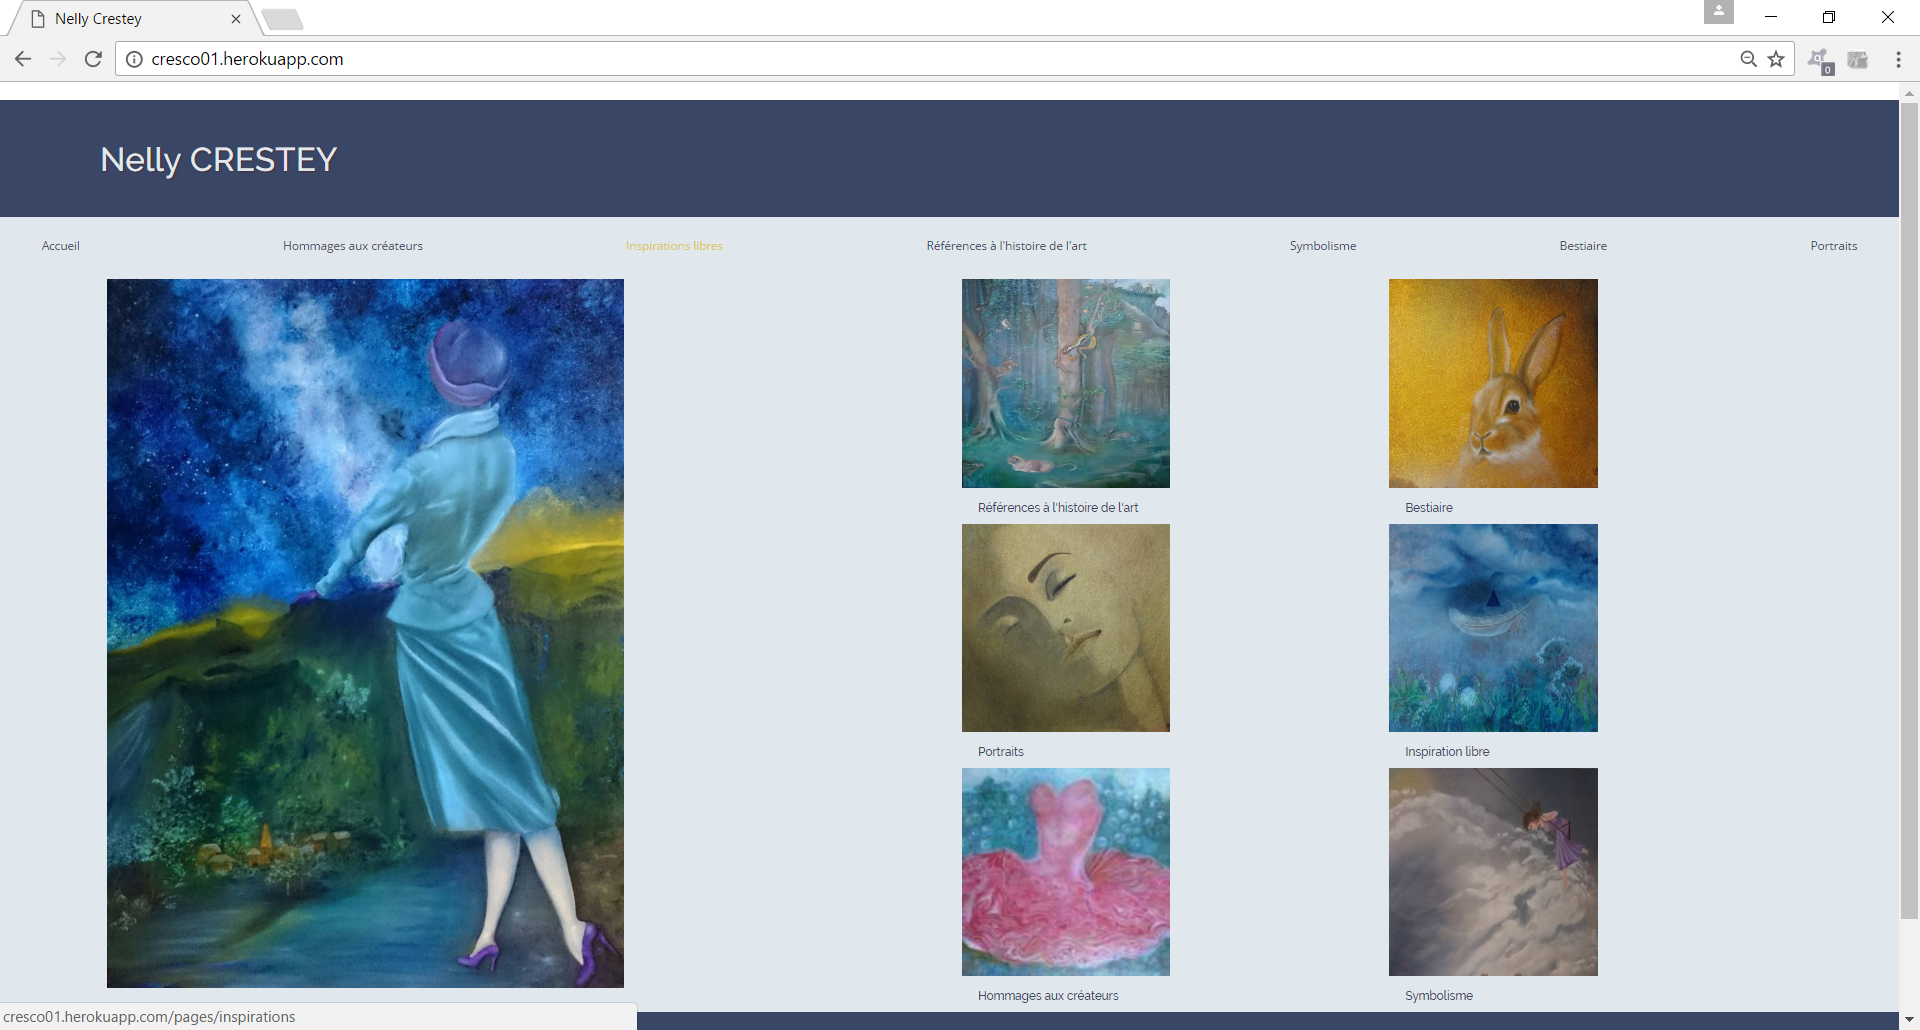 Nelly Crestey
cresco01.herokuapp.com
0
Nelly CRESTEY
Accueil
Hommages aux créateurs
Inspirations libres
Références à l'histoire de l'art
Symbolisme
Bestiaire
Portraits
Références à l'histoire de l'art
Bestiaire
Portraits
Inspiration libre
Hommages aux créateurs
Symbolisme
cresco01.herokuapp.com/pages/inspirations